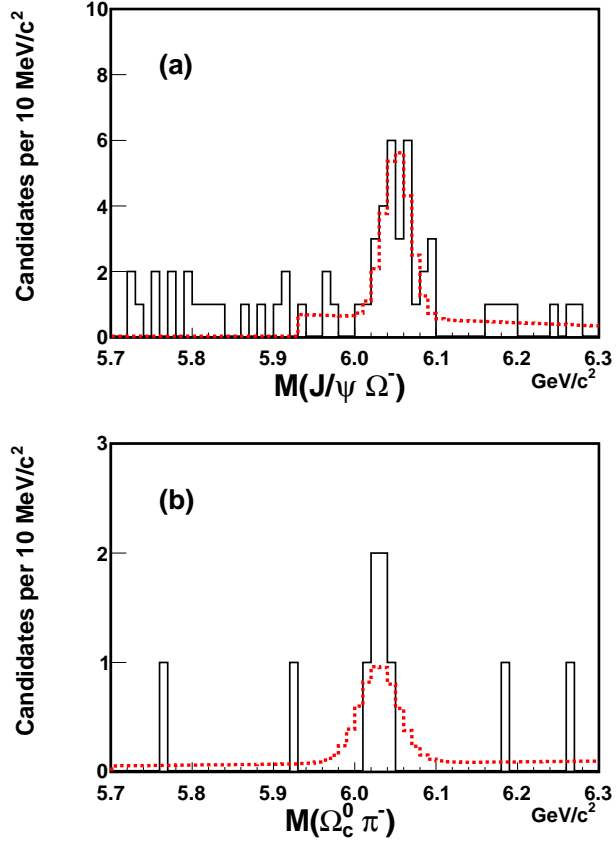 10
8
6
4
2
0
Candidates per 10 MeV/c²
(a)
5.7 5.8 5.9 6.0 6.1 6.2 6.3
M(J/ψ Ω⁻) GeV/c²
3
2
1
0
Candidates per 10 MeV/c²
(b)
5.7 5.8 5.9 6.0 6.1 6.2 6.3
M(Ω_c⁰ π⁻) GeV/c²